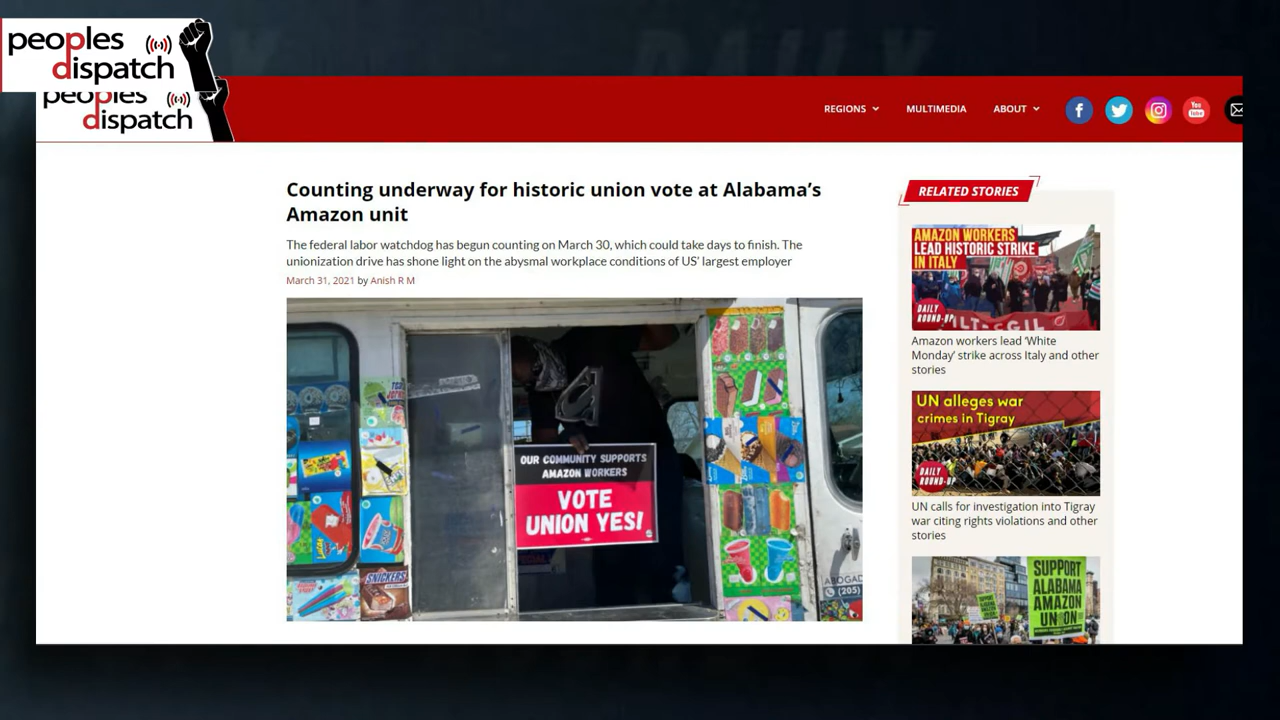 peoples
dispatch
peoples
dispatch
REGIONS
MULTIMEDIA
ABOUT
You
Tube
Counting underway for historic union vote at Alabama's
Amazon unit
The federal labor watchdog has begun counting on March 30, which could take days to finish. The
unionization drive has shone light on the abysmal workplace conditions of US' largest employer
March 31, 2021 by Anish R M
OUR COMMUNITY SUPPORTS
AMAZON WORKERS
VOTE
UNION YES!
SNICKERS
ABOGAD
(205)
RELATED STORIES
AMAZON WORKERS
LEAD HISTORIC STRIKE
IN ITALY
DAILY
ROUND-UP
Amazon workers lead ‘White
Monday’ strike across Italy and other
stories
UN alleges war
crimes in Tigray
DAILY
ROUND-UP
UN calls for investigation into Tigray
war citing rights violations and other
stories
SUPPORT
ALABAMA
AMAZON
UNION